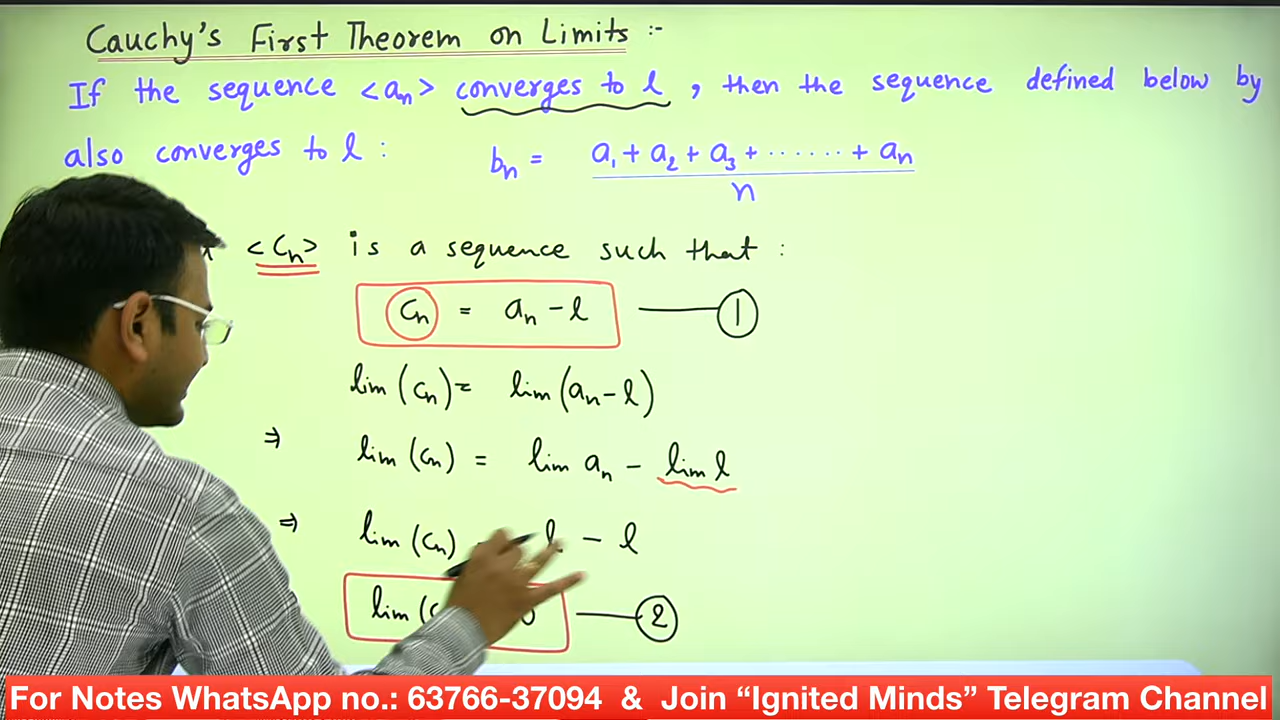 Cauchy's First Theorem on Limits :-
If the sequence <aₙ> converges to l , then the sequence defined below by
also converges to l : bₙ = a₁ + a₂ + a₃ + ...... + aₙ / n
<Cₙ> is a sequence such that :
Cₙ = aₙ - l ——— ①
lim (Cₙ) = lim (aₙ - l)
⇒ lim (Cₙ) = lim aₙ - lim l
⇒ lim (Cₙ) l - l
lim ——— ②
For Notes WhatsApp no.: 63766-37094 & Join “Ignited Minds” Telegram Channel